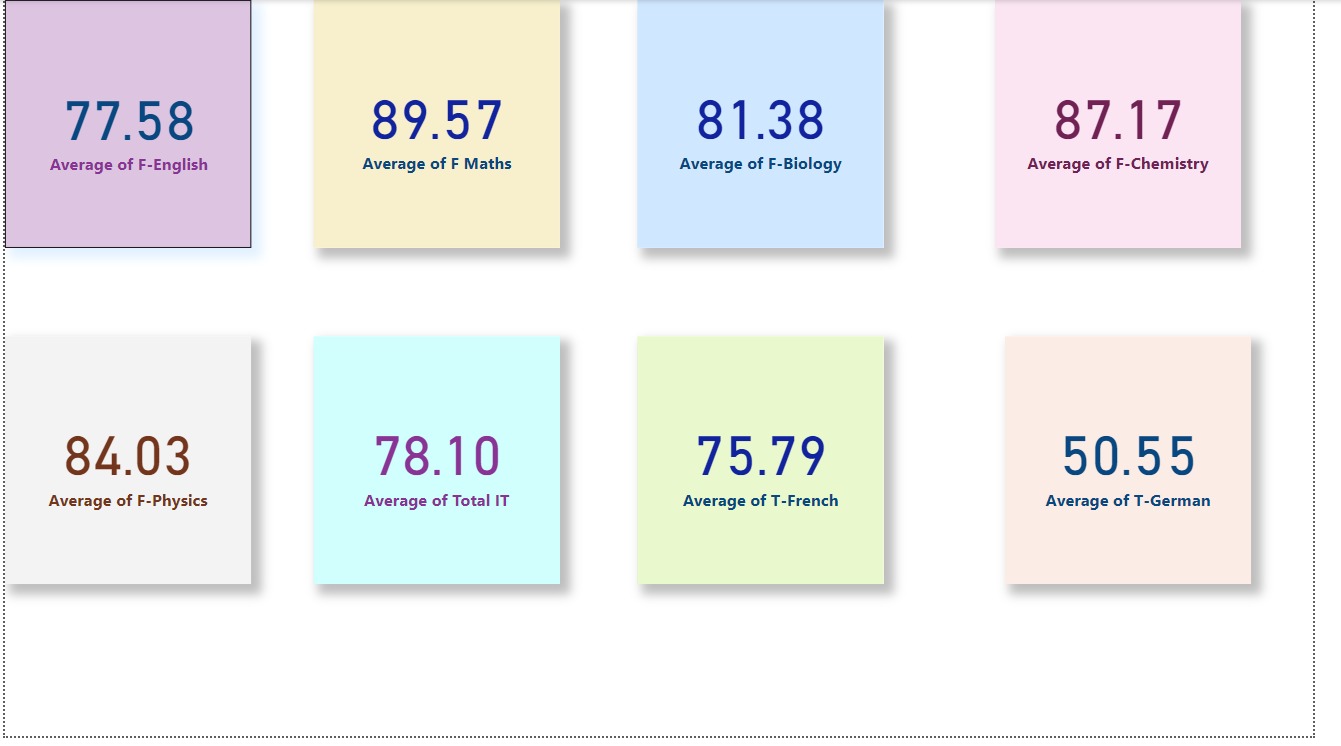 77.58
Average of F-English
89.57
Average of F Maths
81.38
Average of F-Biology
87.17
Average of F-Chemistry
84.03
Average of F-Physics
78.10
Average of Total IT
75.79
Average of T-French
50.55
Average of T-German